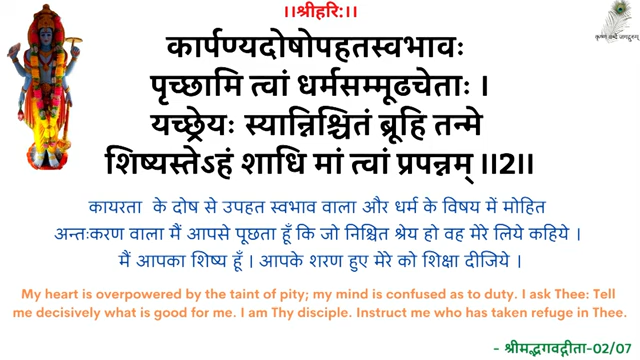 ।।श्रीहरि:।।
कृष्णं वन्दे जगद्गुरुम्
कार्पण्यदोषोपहतस्वभावः
पृच्छामि त्वां धर्मसम्मूढचेताः ।
यच्छ्रेयः स्यान्निश्चितं ब्रूहि तन्मे
शिष्यस्तेऽहं शाधि मां त्वां प्रपन्नम् ।।2।।
कायरता के दोष से उपहत स्वभाव वाला और धर्म के विषय में मोहित
अन्तःकरण वाला मैं आपसे पूछता हूँ कि जो निश्चित श्रेय हो वह मेरे लिये कहिये ।
मैं आपका शिष्य हूँ । आपके शरण हुए मेरे को शिक्षा दीजिये ।
My heart is overpowered by the taint of pity; my mind is confused as to duty. I ask Thee: Tell
me decisively what is good for me. I am Thy disciple. Instruct me who has taken refuge in Thee.
- श्रीमद्भगवद्गीता-02/07